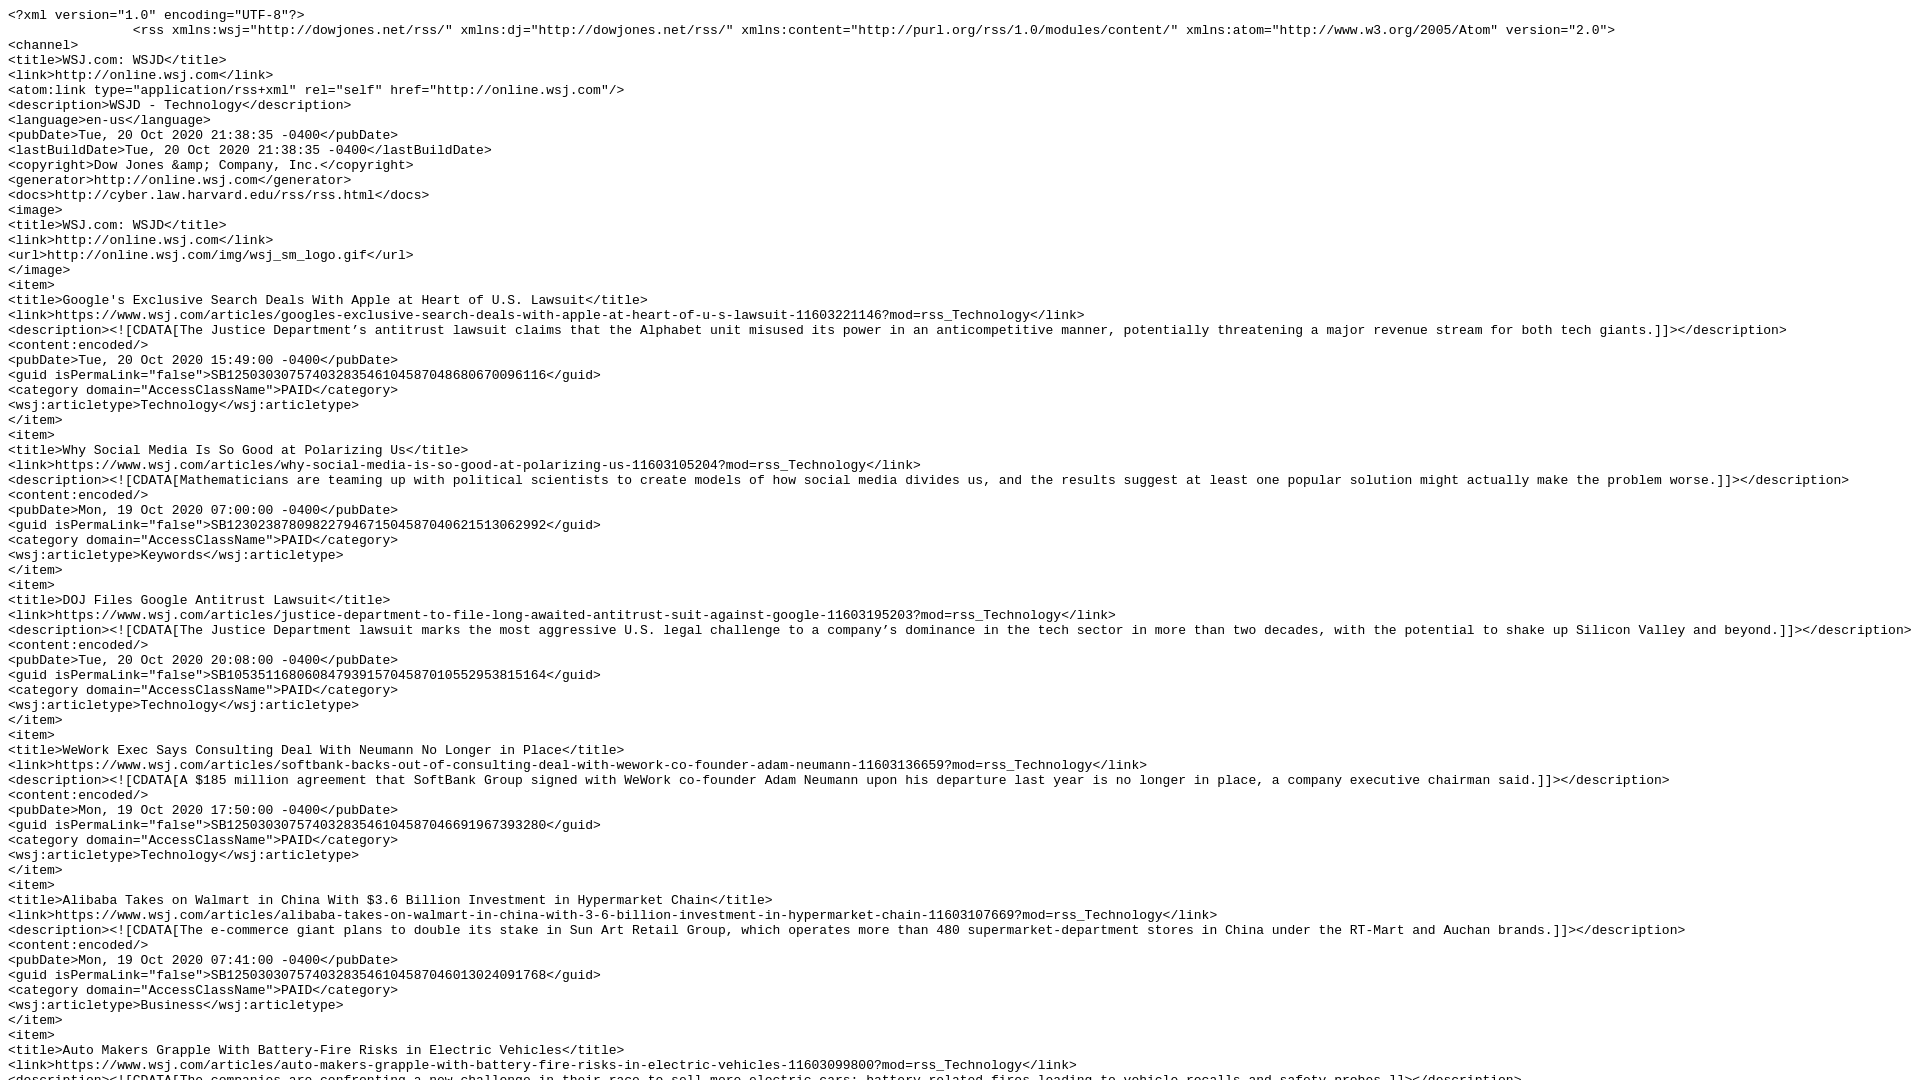 <?xml version="1.0" encoding="UTF-8"?>
<rss xmlns:wsj="http://dowjones.net/rss/" xmlns:dj="http://dowjones.net/rss/" xmlns:content="http://purl.org/rss/1.0/modules/content/" xmlns:atom="http://www.w3.org/2005/Atom" version="2.0">
<channel>
<title>WSJ.com: WSJD</title>
<link>http://online.wsj.com</link>
<atom:link type="application/rss+xml" rel="self" href="http://online.wsj.com"/>
<description>WSJD - Technology</description>
<language>en-us</language>
<pubDate>Tue, 20 Oct 2020 21:38:35 -0400</pubDate>
<lastBuildDate>Tue, 20 Oct 2020 21:38:35 -0400</lastBuildDate>
<copyright>Dow Jones &amp; Company, Inc.</copyright>
<generator>http://online.wsj.com</generator>
<docs>http://cyber.law.harvard.edu/rss/rss.html</docs>
<image>
<title>WSJ.com: WSJD</title>
<link>http://online.wsj.com</link>
<url>http://online.wsj.com/img/wsj_sm_logo.gif</url>
</image>
<item>
<title>Google's Exclusive Search Deals With Apple at Heart of U.S. Lawsuit</title>
<link>https://www.wsj.com/articles/googles-exclusive-search-deals-with-apple-at-heart-of-u-s-lawsuit-11603221146?mod=rss_Technology</link>
<description><![CDATA[The Justice Department’s antitrust lawsuit claims that the Alphabet unit misused its power in an anticompetitive manner, potentially threatening a major revenue stream for both tech giants.]]></description>
<content:encoded/>
<pubDate>Tue, 20 Oct 2020 15:49:00 -0400</pubDate>
<guid isPermaLink="false">SB12503030757403283546104587048680670096116</guid>
<category domain="AccessClassName">PAID</category>
<wsj:articletype>Technology</wsj:articletype>
</item>
<item>
<title>Why Social Media Is So Good at Polarizing Us</title>
<link>https://www.wsj.com/articles/why-social-media-is-so-good-at-polarizing-us-11603105204?mod=rss_Technology</link>
<description><![CDATA[Mathematicians are teaming up with political scientists to create models of how social media divides us, and the results suggest at least one popular solution might actually make the problem worse.]]></description>
<content:encoded/>
<pubDate>Mon, 19 Oct 2020 07:00:00 -0400</pubDate>
<guid isPermaLink="false">SB12302387809822794671504587040621513062992</guid>
<category domain="AccessClassName">PAID</category>
<wsj:articletype>Keywords</wsj:articletype>
</item>
<item>
<title>DOJ Files Google Antitrust Lawsuit</title>
<link>https://www.wsj.com/articles/justice-department-to-file-long-awaited-antitrust-suit-against-google-11603195203?mod=rss_Technology</link>
<description><![CDATA[The Justice Department lawsuit marks the most aggressive U.S. legal challenge to a company’s dominance in the tech sector in more than two decades, with the potential to shake up Silicon Valley and beyond.]]></description>
<content:encoded/>
<pubDate>Tue, 20 Oct 2020 20:08:00 -0400</pubDate>
<guid isPermaLink="false">SB10535116806084793915704587010552953815164</guid>
<category domain="AccessClassName">PAID</category>
<wsj:articletype>Technology</wsj:articletype>
</item>
<item>
<title>WeWork Exec Says Consulting Deal With Neumann No Longer in Place</title>
<link>https://www.wsj.com/articles/softbank-backs-out-of-consulting-deal-with-wework-co-founder-adam-neumann-11603136659?mod=rss_Technology</link>
<description><![CDATA[A $185 million agreement that SoftBank Group signed with WeWork co-founder Adam Neumann upon his departure last year is no longer in place, a company executive chairman said.]]></description>
<content:encoded/>
<pubDate>Mon, 19 Oct 2020 17:50:00 -0400</pubDate>
<guid isPermaLink="false">SB12503030757403283546104587046691967393280</guid>
<category domain="AccessClassName">PAID</category>
<wsj:articletype>Technology</wsj:articletype>
</item>
<item>
<title>Alibaba Takes on Walmart in China With $3.6 Billion Investment in Hypermarket Chain</title>
<link>https://www.wsj.com/articles/alibaba-takes-on-walmart-in-china-with-3-6-billion-investment-in-hypermarket-chain-11603107669?mod=rss_Technology</link>
<description><![CDATA[The e-commerce giant plans to double its stake in Sun Art Retail Group, which operates more than 480 supermarket-department stores in China under the RT-Mart and Auchan brands.]]></description>
<content:encoded/>
<pubDate>Mon, 19 Oct 2020 07:41:00 -0400</pubDate>
<guid isPermaLink="false">SB12503030757403283546104587046013024091768</guid>
<category domain="AccessClassName">PAID</category>
<wsj:articletype>Business</wsj:articletype>
</item>
<item>
<title>Auto Makers Grapple With Battery-Fire Risks in Electric Vehicles</title>
<link>https://www.wsj.com/articles/auto-makers-grapple-with-battery-fire-risks-in-electric-vehicles-11603099800?mod=rss_Technology</link>
<description><![CDATA[The companies are confronting a new challenge in their race to sell more electric cars: battery-related fires leading to vehicle recalls and safety probes.]]></description>